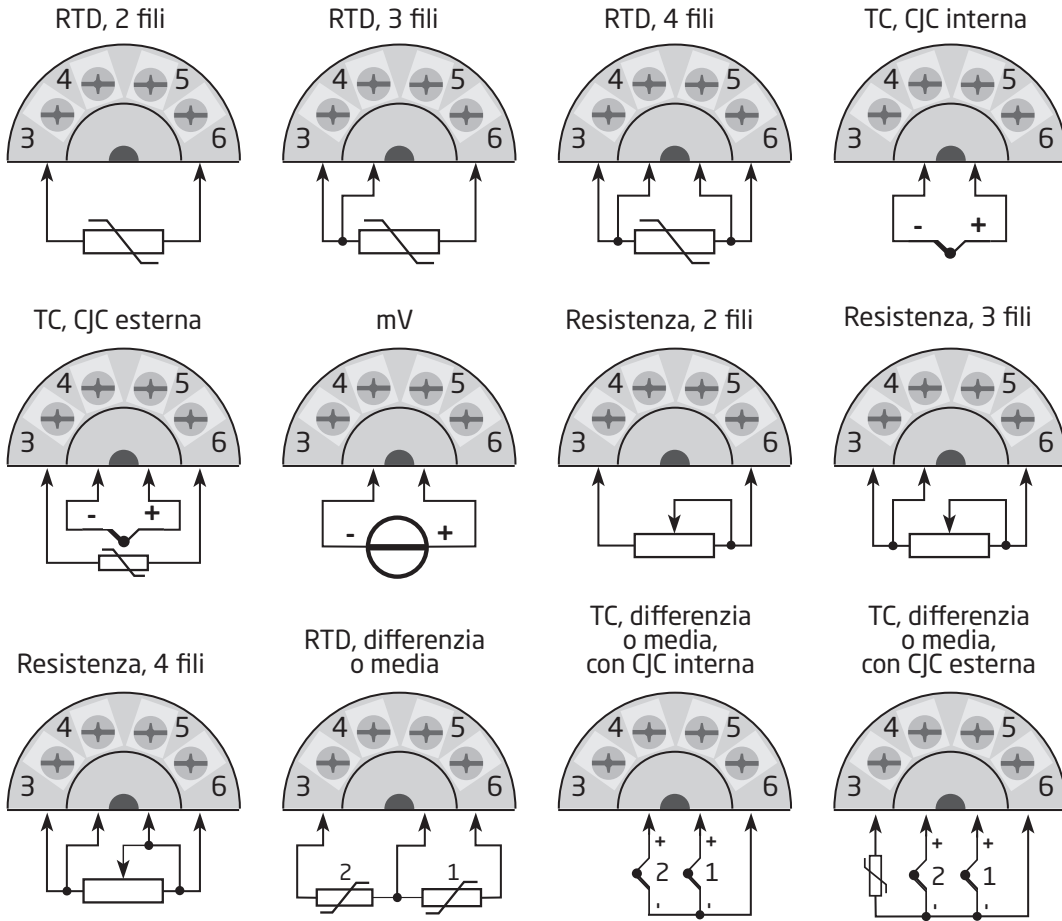 RTD, 2 fili
RTD, 3 fili
RTD, 4 fili
TC, CJC interna
3 4 5 6
3 4 5 6
3 4 5 6
3 4 5 6
- +
TC, CJC esterna
mV
Resistenza, 2 fili
Resistenza, 3 fili
3 4 5 6
3 4 5 6
3 4 5 6
3 4 5 6
- +
- +
Resistenza, 4 fili
RTD, differenzia
o media
TC, differenzia
o media,
con CJC interna
TC, differenzia
o media,
con CJC esterna
3 4 5 6
3 4 5 6
3 4 5 6
3 4 5 6
2 1
+ +
2 1
- -
+ +
2 1
- -